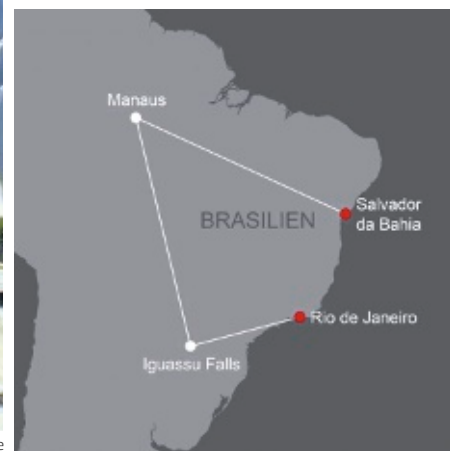 Manaus
BRASILIEN
Salvador
da Bahia
Rio de Janeiro
Iguassu Falls
e